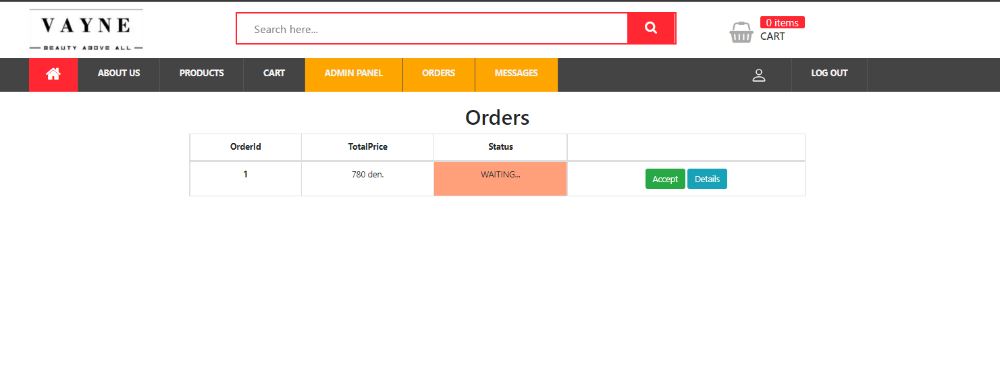 VAYNE
BEAUTY ABOVE ALL
Search here...
0 items
CART
ABOUT US PRODUCTS CART ADMIN PANEL ORDERS MESSAGES LOG OUT
Orders
OrderId TotalPrice Status
1 780 den. WAITING... Accept Details